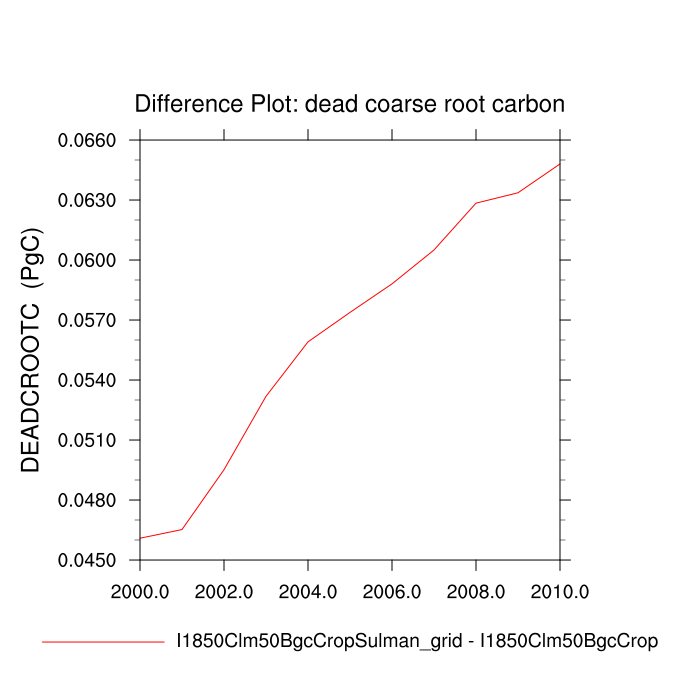 Difference Plot: dead coarse root carbon
DEADCROOTC (PgC)
0.0660
0.0630
0.0600
0.0570
0.0540
0.0510
0.0480
0.0450
2000.0 2002.0 2004.0 2006.0 2008.0 2010.0
I1850Clm50BgcCropSulman_grid - I1850Clm50BgcCrop